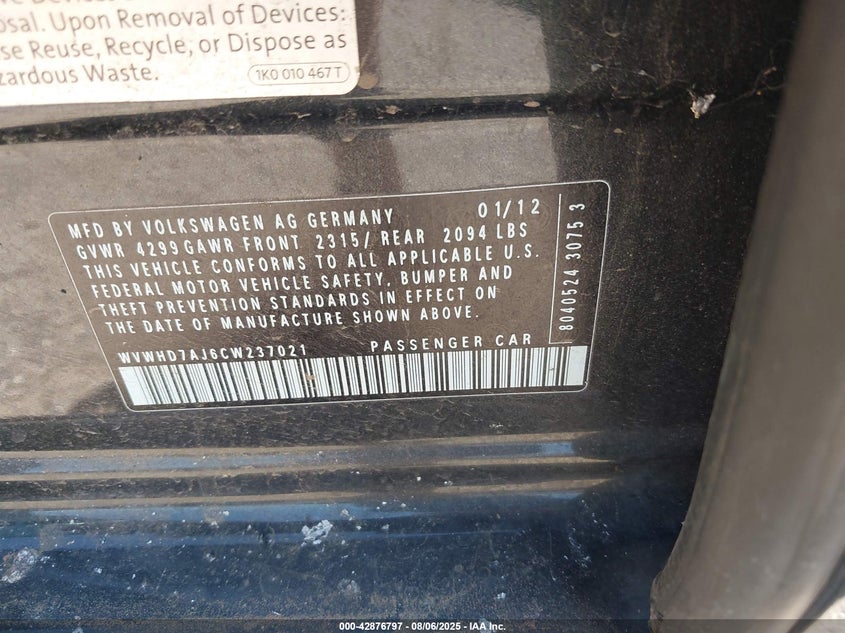 osal. Upon Removal of Devices:
se Reuse, Recycle, or Dispose as
zardous Waste.
1K0 010 467 T
MFD BY VOLKSWAGEN AG GERMANY 01/12
GVWR 4299 GAWR FRONT 2315/ REAR 2094 LBS
THIS VEHICLE CONFORMS TO ALL APPLICABLE U.S.
FEDERAL MOTOR VEHICLE SAFETY, BUMPER AND
THEFT PREVENTION STANDARDS IN EFFECT ON
THE DATE OF MANUFACTURE SHOWN ABOVE.
WVWHD7AJ6CW237021 PASSENGER CAR
8040524 3075 3
000-42876797 - 08/06/2025 - IAA Inc.